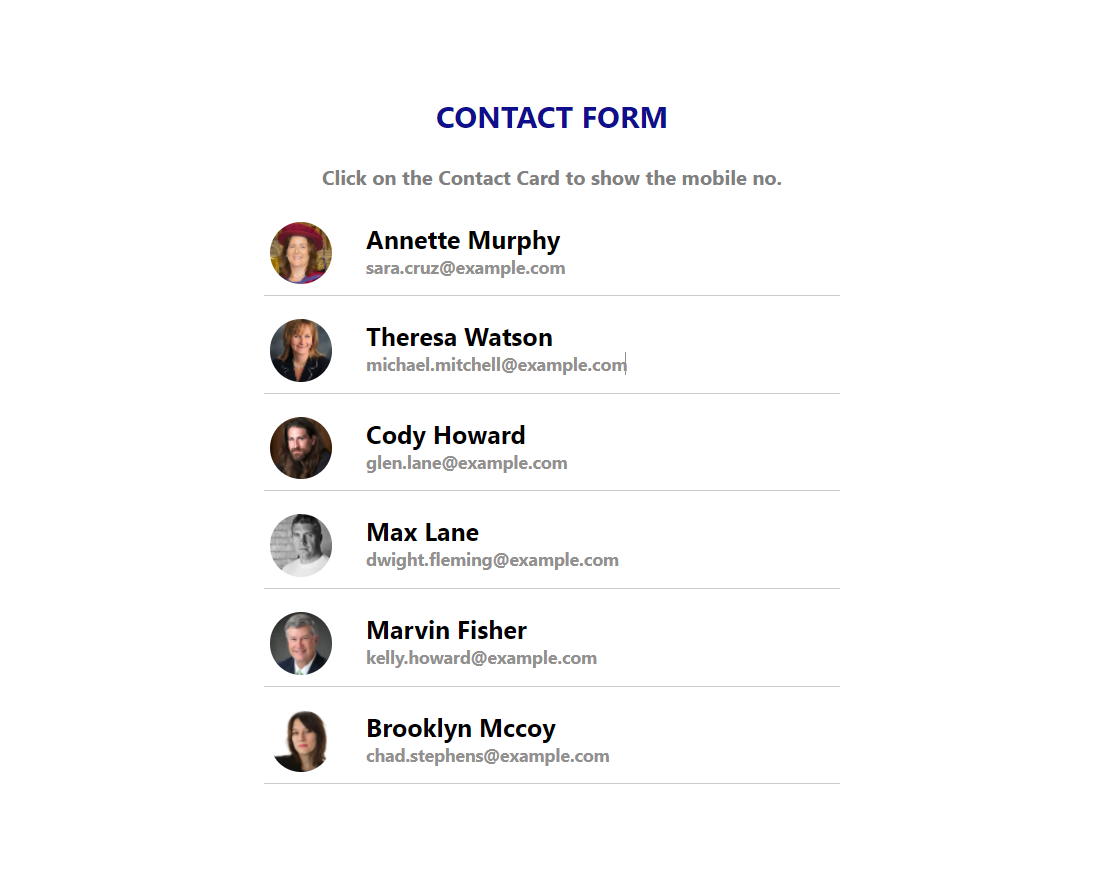 CONTACT FORM
Click on the Contact Card to show the mobile no.
Annette Murphy
sara.cruz@example.com
Theresa Watson
michael.mitchell@example.com
Cody Howard
glen.lane@example.com
Max Lane
dwight.fleming@example.com
Marvin Fisher
kelly.howard@example.com
Brooklyn Mccoy
chad.stephens@example.com